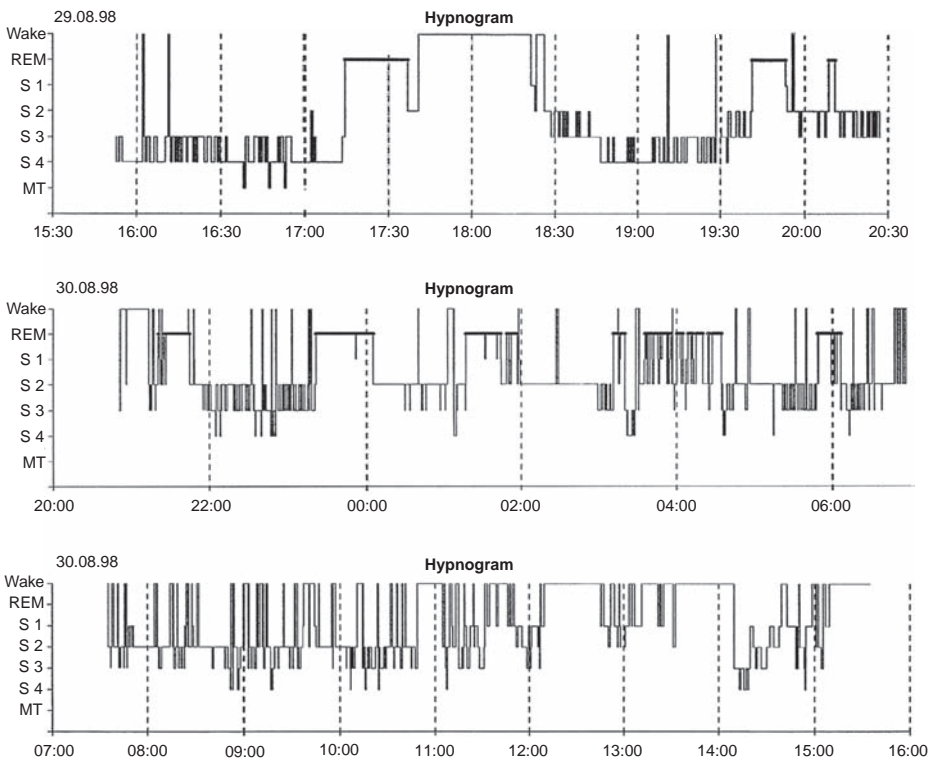 29.08.98 Hypnogram
Wake
REM
S 1
S 2
S 3
S 4
MT
15:30 16:00 16:30 17:00 17:30 18:00 18:30 19:00 19:30 20:00 20:30
30.08.98 Hypnogram
Wake
REM
S 1
S 2
S 3
S 4
MT
20:00 22:00 00:00 02:00 04:00 06:00
30.08.98 Hypnogram
Wake
REM
S 1
S 2
S 3
S 4
MT
07:00 08:00 09:00 10:00 11:00 12:00 13:00 14:00 15:00 16:00